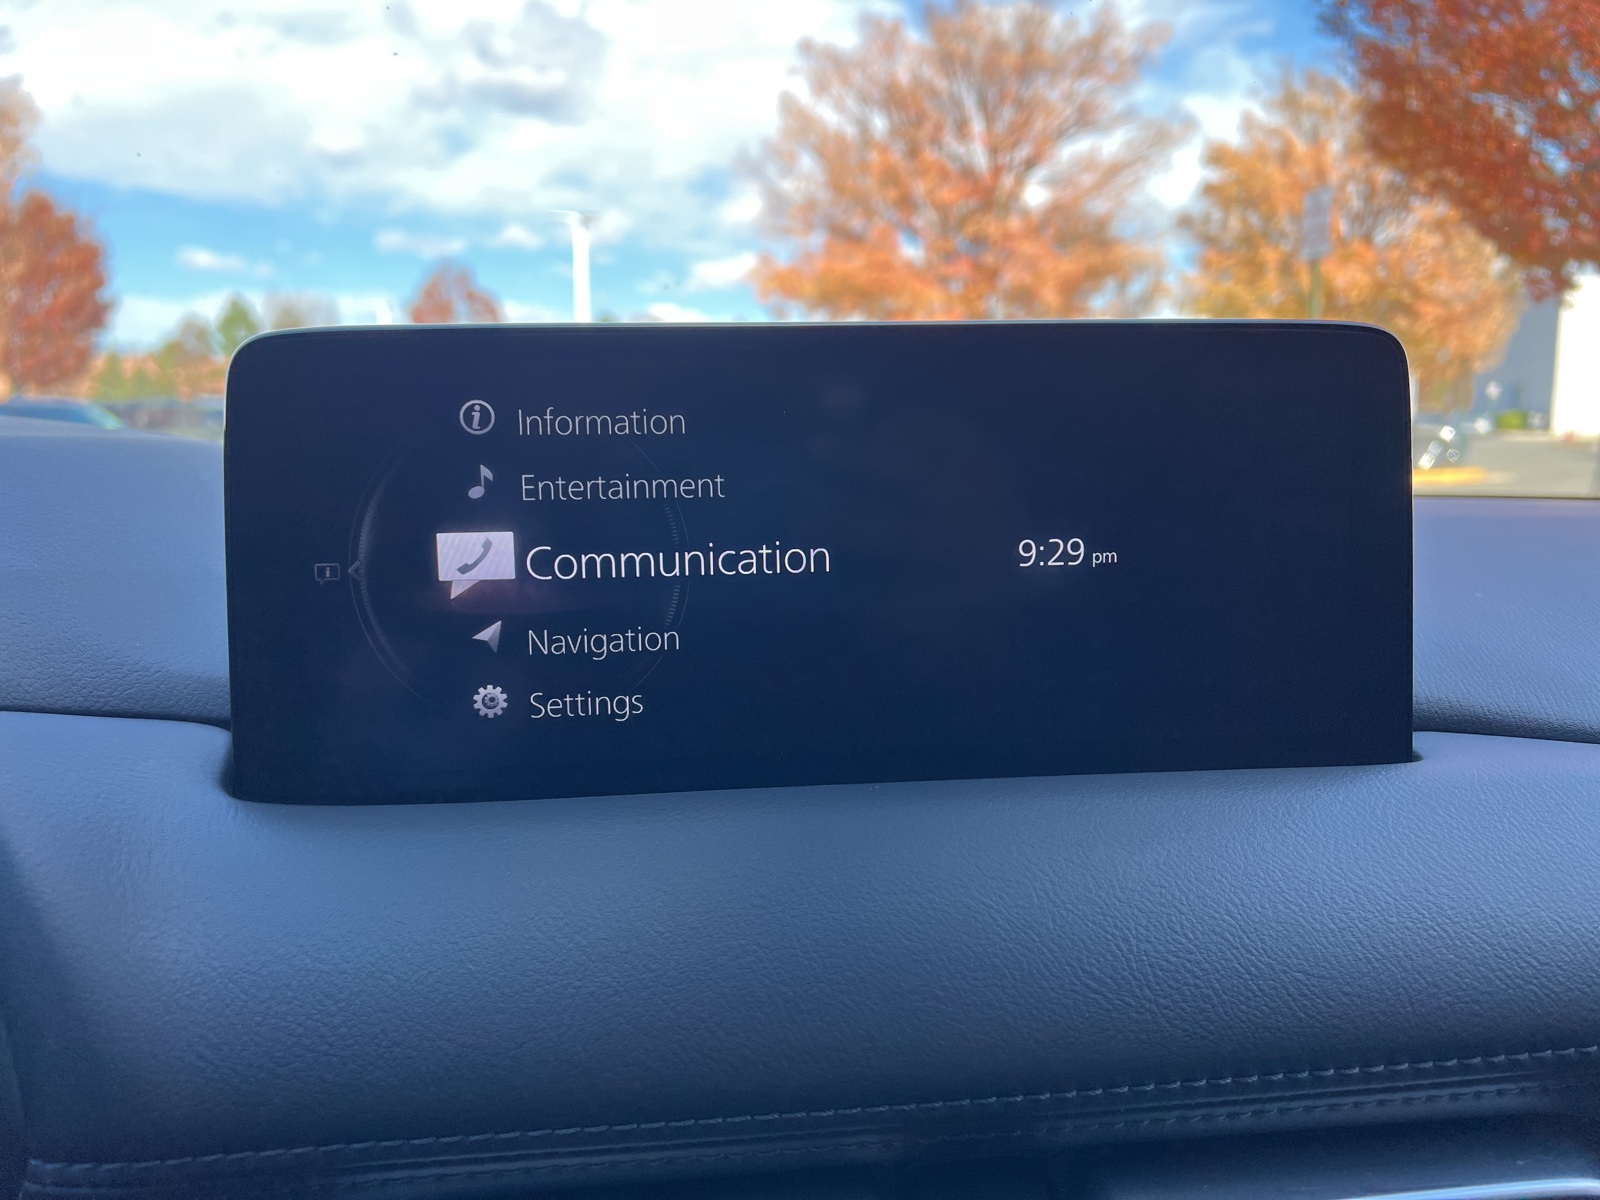 Information
Entertainment
Communication
9:29 pm
Navigation
Settings